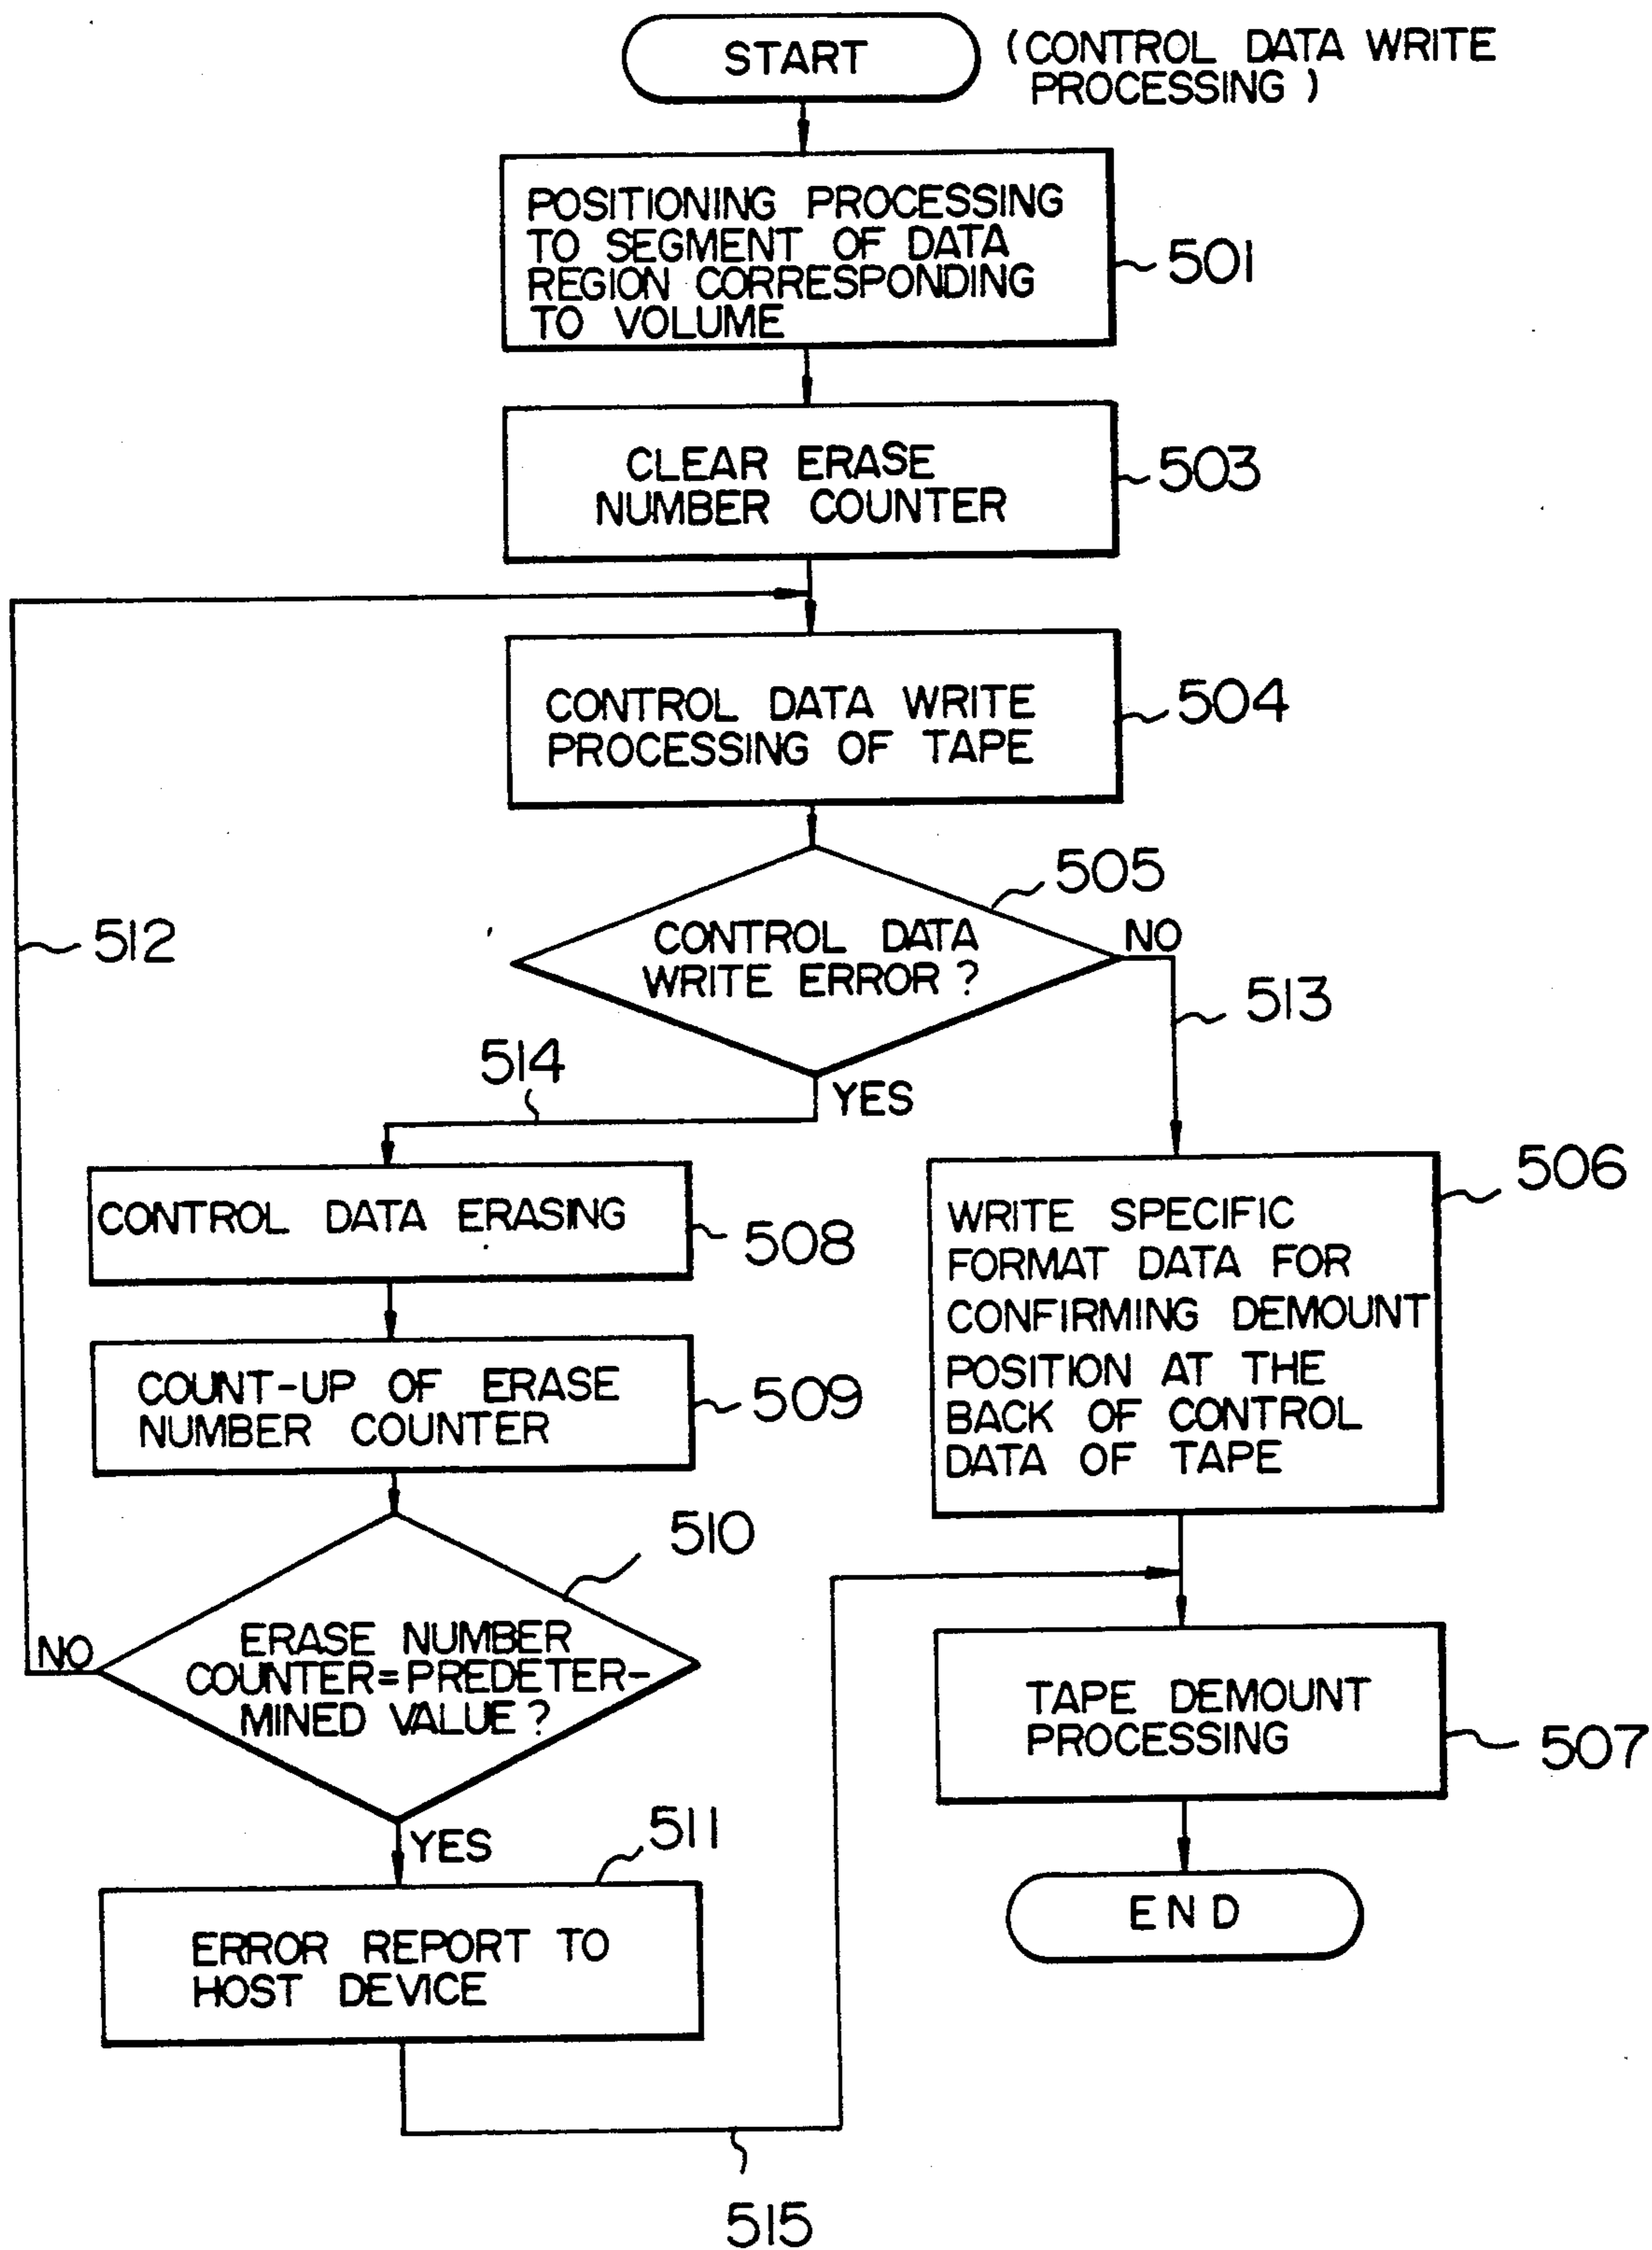 START
(CONTROL DATA WRITE
PROCESSING)
POSITIONING PROCESSING
TO SEGMENT OF DATA
REGION CORRESPONDING
TO VOLUME
501
CLEAR ERASE
NUMBER COUNTER
503
CONTROL DATA WRITE
PROCESSING OF TAPE
504
505
CONTROL DATA
WRITE ERROR?
NO
512
513
514
YES
CONTROL DATA ERASING
508
506
WRITE SPECIFIC
FORMAT DATA FOR
CONFIRMING DEMOUNT
POSITION AT THE
BACK OF CONTROL
DATA OF TAPE
COUNT-UP OF ERASE
NUMBER COUNTER
509
510
ERASE NUMBER
COUNTER=PREDETER-
MINED VALUE?
NO
TAPE DEMOUNT
PROCESSING
507
YES
511
ERROR REPORT TO
HOST DEVICE
END
515